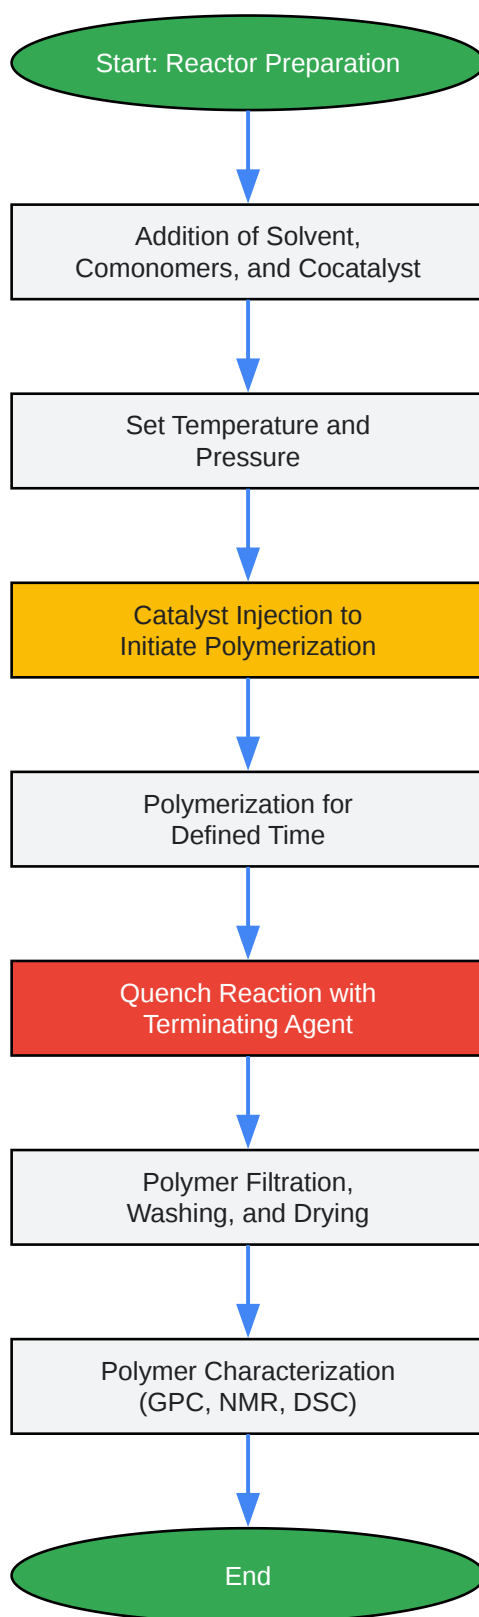 Start: Reactor Preparation
Addition of Solvent,
Comonomers, and Cocatalyst
Set Temperature and
Pressure
Catalyst Injection to
Initiate Polymerization
Polymerization for
Defined Time
Quench Reaction with
Terminating Agent
Polymer Filtration,
Washing, and Drying
Polymer Characterization
(GPC, NMR, DSC)
End